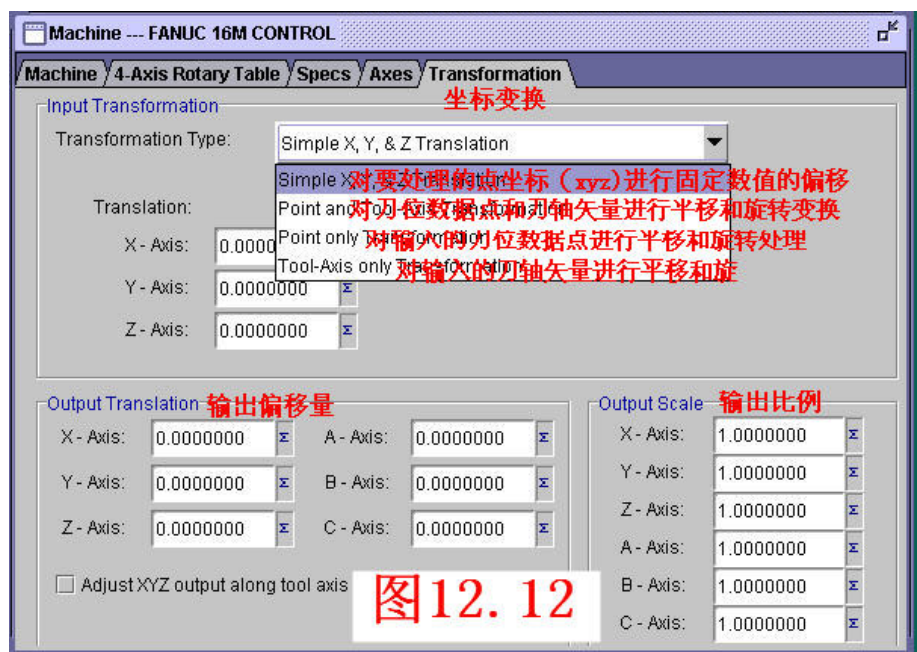 Machine --- FANUC 16M CONTROL
Machine 4-Axis Rotary Table Specs Axes Transformation
坐标变换
Input Transformation
Transformation Type: Simple X, Y, & Z Translation
Simple X, Y, & Z Translation
对要处理的点坐标（xyz)进行固定数值的偏移
Translation:
Point and Tool-Axis Transformation
对刀位数据点和刀轴矢量进行平移和旋转变换
X - Axis: 0.0000
Point only Transformation
对输入的刀位数据点进行平移和旋转处理
Tool-Axis only Transformation
对输入的刀轴矢量进行平移和旋
Y - Axis: 0.0000000 Σ
Z - Axis: 0.0000000 Σ
Output Translation 输出偏移量
X - Axis: 0.0000000 Σ A - Axis: 0.0000000 Σ
Y - Axis: 0.0000000 Σ B - Axis: 0.0000000 Σ
Z - Axis: 0.0000000 Σ C - Axis: 0.0000000 Σ
Adjust XYZ output along tool axis
图12.12
Output Scale 输出比例
X - Axis: 1.0000000 Σ
Y - Axis: 1.0000000 Σ
Z - Axis: 1.0000000 Σ
A - Axis: 1.0000000 Σ
B - Axis: 1.0000000 Σ
C - Axis: 1.0000000 Σ